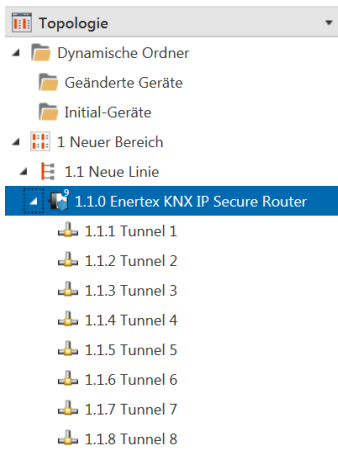 Topologie
Dynamische Ordner
Geänderte Geräte
Initial-Geräte
1 Neuer Bereich
1.1 Neue Linie
9
1.1.0 Enertex KNX IP Secure Router
1.1.1 Tunnel 1
1.1.2 Tunnel 2
1.1.3 Tunnel 3
1.1.4 Tunnel 4
1.1.5 Tunnel 5
1.1.6 Tunnel 6
1.1.7 Tunnel 7
1.1.8 Tunnel 8